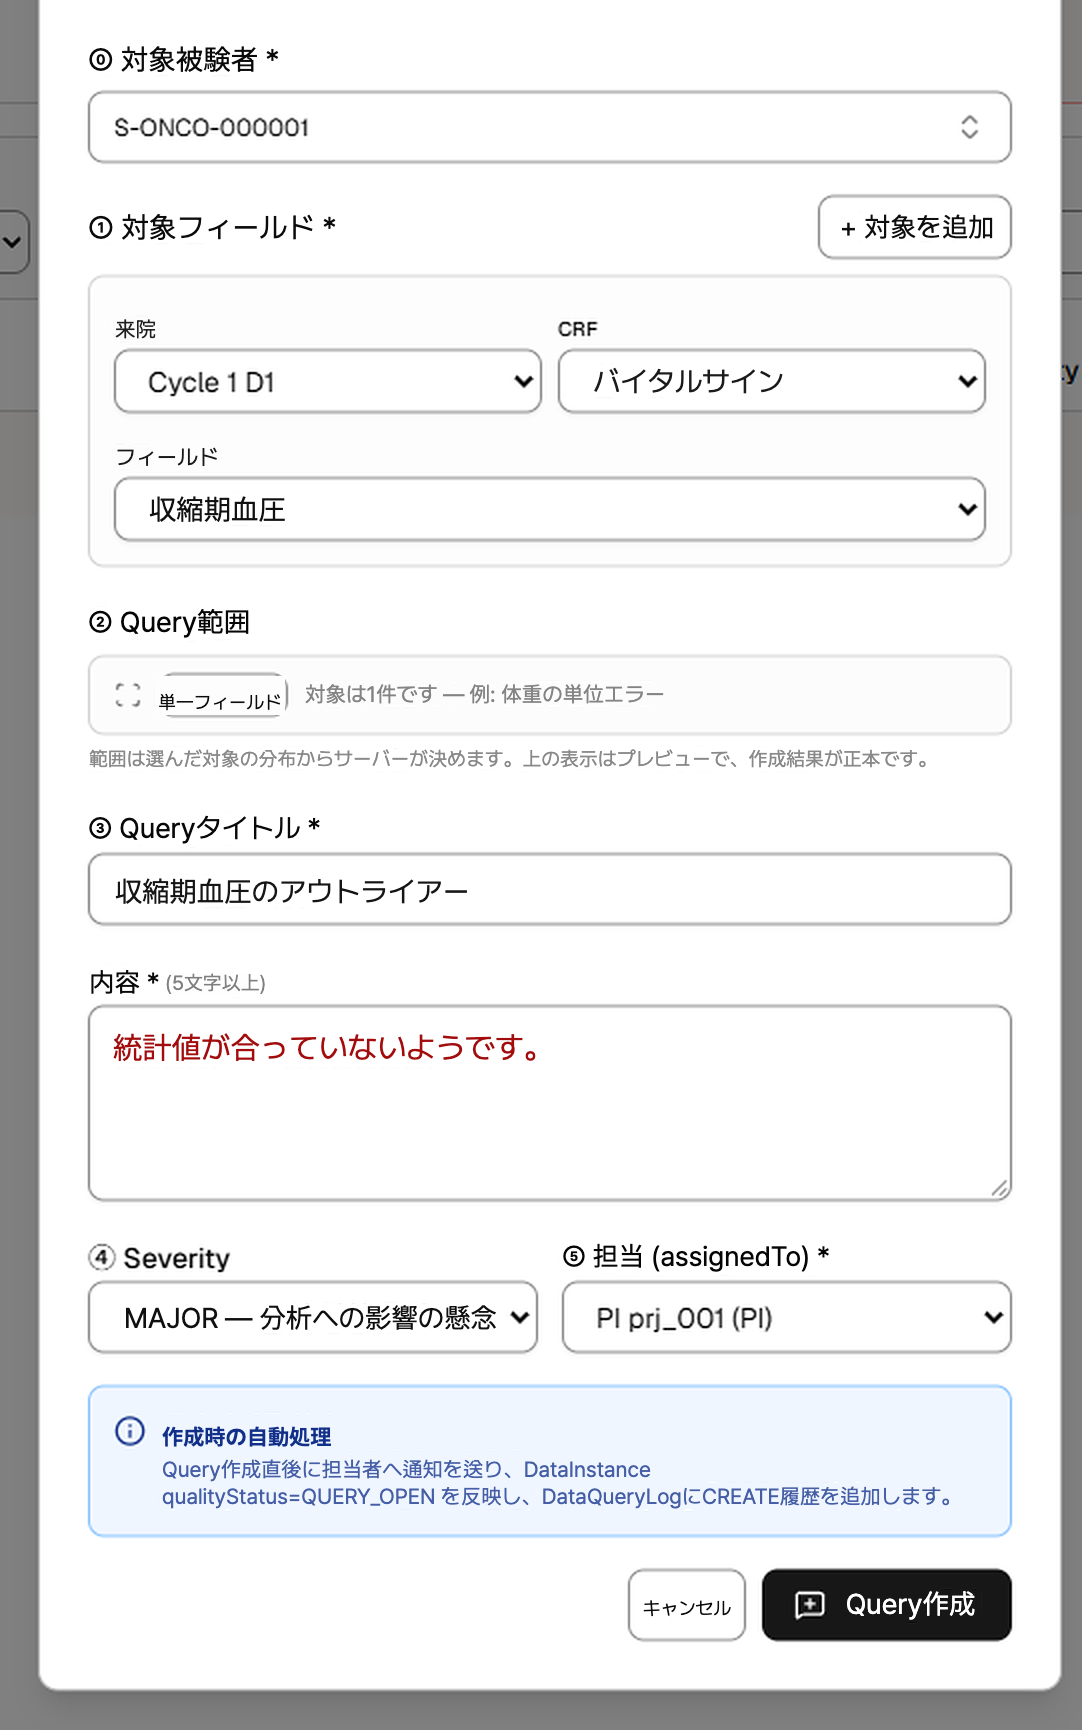 ⓪ 対象被験者 *
S-ONCO-000001
① 対象フィールド *
+ 対象を追加
来院
CRF
Cycle 1 D1
バイタルサイン
フィールド
収縮期血圧
② Query範囲
単一フィールド 対象は1件です — 例: 体重の単位エラー
範囲は選んだ対象の分布からサーバーが決めます。上の表示はプレビューで、作成結果が正本です。
③ Queryタイトル *
収縮期血圧のアウトライアー
内容 * (5文字以上)
統計値が合っていないようです。
④ Severity
⑤ 担当 (assignedTo) *
MAJOR — 分析への影響の懸念
PI prj_001 (PI)
作成時の自動処理
Query作成直後に担当者へ通知を送り、DataInstance
qualityStatus=QUERY_OPEN を反映し、DataQueryLogにCREATE履歴を追加します。
キャンセル
Query作成